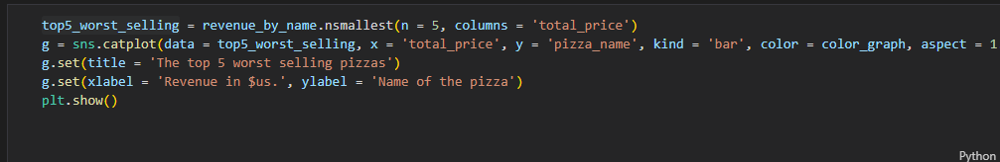 top5_worst_selling = revenue_by_name.nsmallest(n = 5, columns = 'total_price')
g = sns.catplot(data = top5_worst_selling, x = 'total_price', y = 'pizza_name', kind = 'bar', color = color_graph, aspect = 1
g.set(title = 'The top 5 worst selling pizzas')
g.set(xlabel = 'Revenue in $us.', ylabel = 'Name of the pizza')
plt.show()
Python